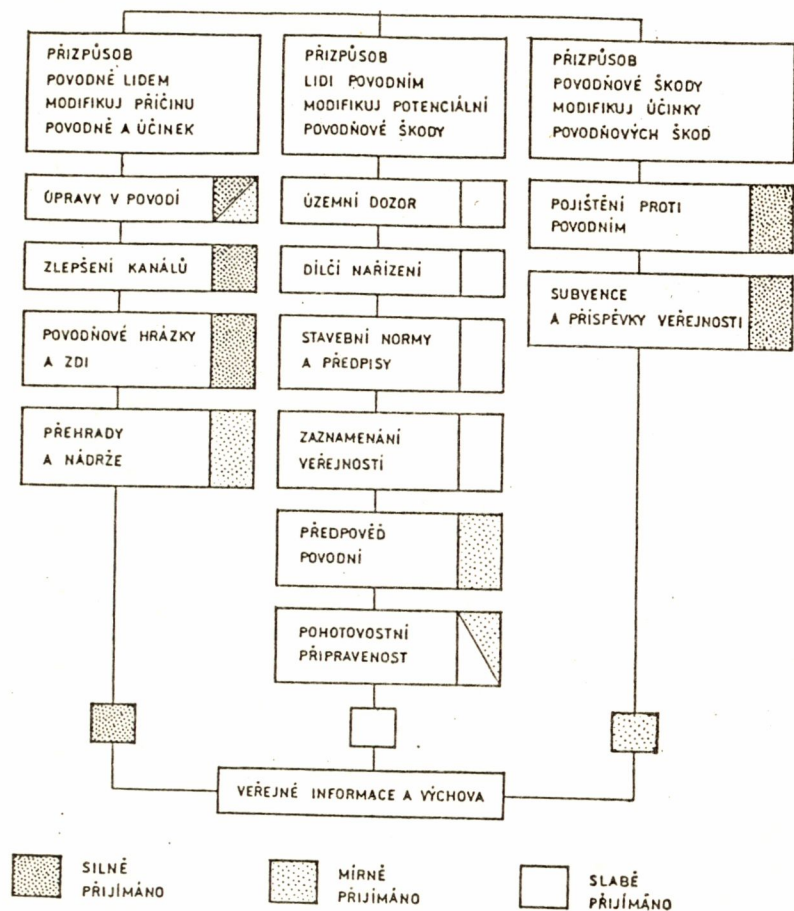 PŘIZPŮSOB
POVODNĚ LIDEM
MODIFIKUJ PŘÍČINU
POVODNĚ A ÚČINEK
ÚPRAVY V POVODÍ
ZLEPŠENÍ KANÁLŮ
POVODŇOVÉ HRÁZKY
A ZDI
PŘEHRADY
A NÁDRŽE
PŘIZPŮSOB
LIDI POVODNÍM
MODIFIKUJ POTENCIÁLNÍ
POVODŇOVÉ ŠKODY
ÚZEMNÍ DOZOR
DÍLČÍ NAŘÍZENÍ
STAVEBNÍ NORMY
A PŘEDPISY
ZAZNAMENÁNÍ
VEŘEJNOSTÍ
PŘEDPOVĚĎ
POVODNÍ
POHOTOVOSTNÍ
PŘIPRAVENOST
PŘIZPŮSOB
POVODŇOVÉ ŠKODY
MODIFIKUJ ÚČINKY
POVODŇOVÝCH ŠKOD
POJIŠTĚNÍ PROTI
POVODNÍM
SUBVENCE
A PŘÍSPĚVKY VEŘEJNOSTI
VEŘEJNÉ INFORMACE A VÝCHOVA
SILNĚ
PŘIJÍMÁNO
MÍRNĚ
PŘIJÍMÁNO
SLABĚ
PŘIJÍMÁNO